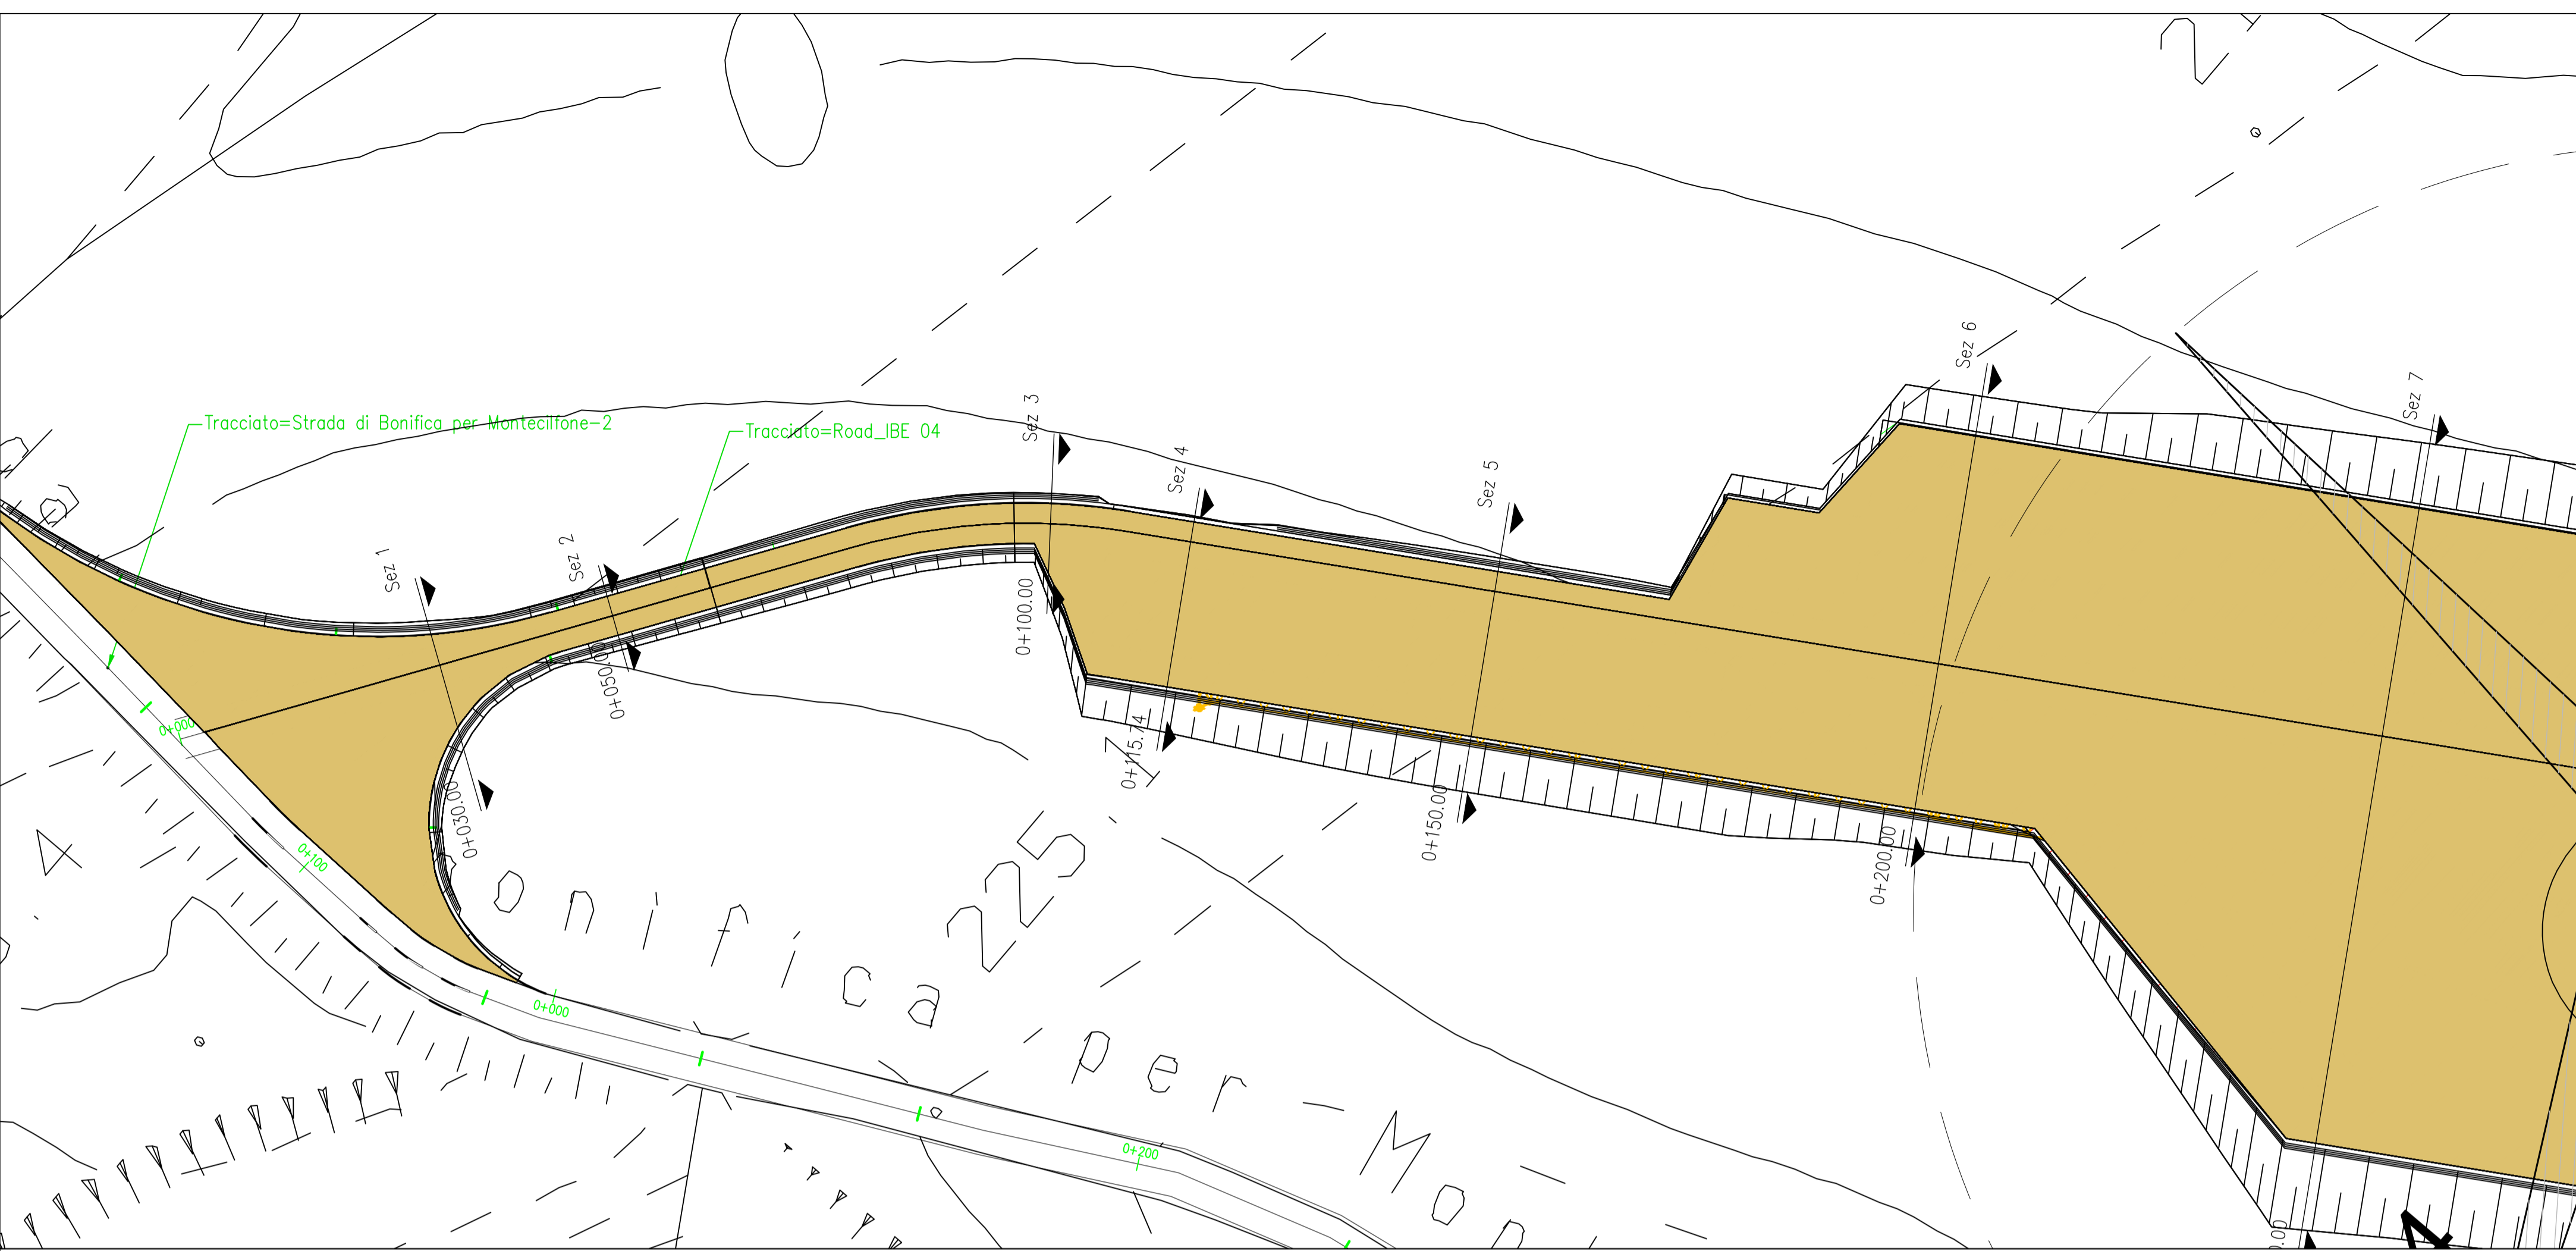 Tracciato=Strada di Bonifica per Montecilfone-2
Tracciato=Road_IBE 04
Sez 1
Sez 2
Sez 3
Sez 4
Sez 5
Sez 6
Sez 7
0+030.00
0+050.00
0+100.00
0+115.74
0+150.00
0+200.00
0+000
0+100
0+000
0+200
onifica per Mon
225